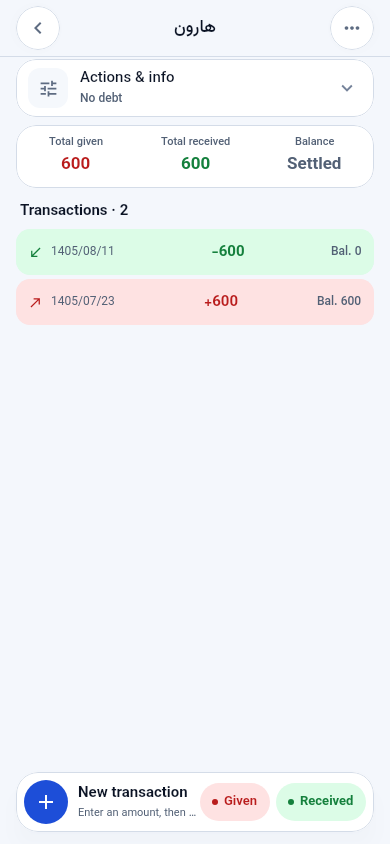 هارون
Actions & info
No debt
Total given
Total received
Balance
600
600
Settled
Transactions · 2
1405/08/11
-600
Bal. 0
1405/07/23
+600
Bal. 600
New transaction
Enter an amount, then ...
Given
Received